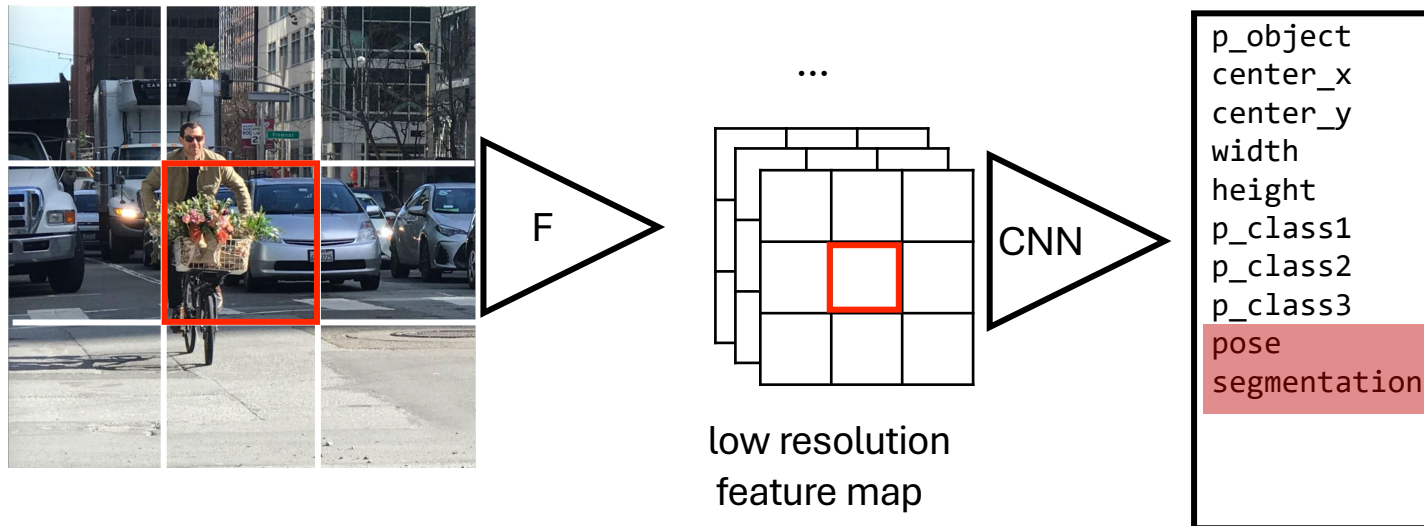 F
...
low resolution
feature map
CNN
p_object
center_x
center_y
width
height
p_class1
p_class2
p_class3
pose
segmentation